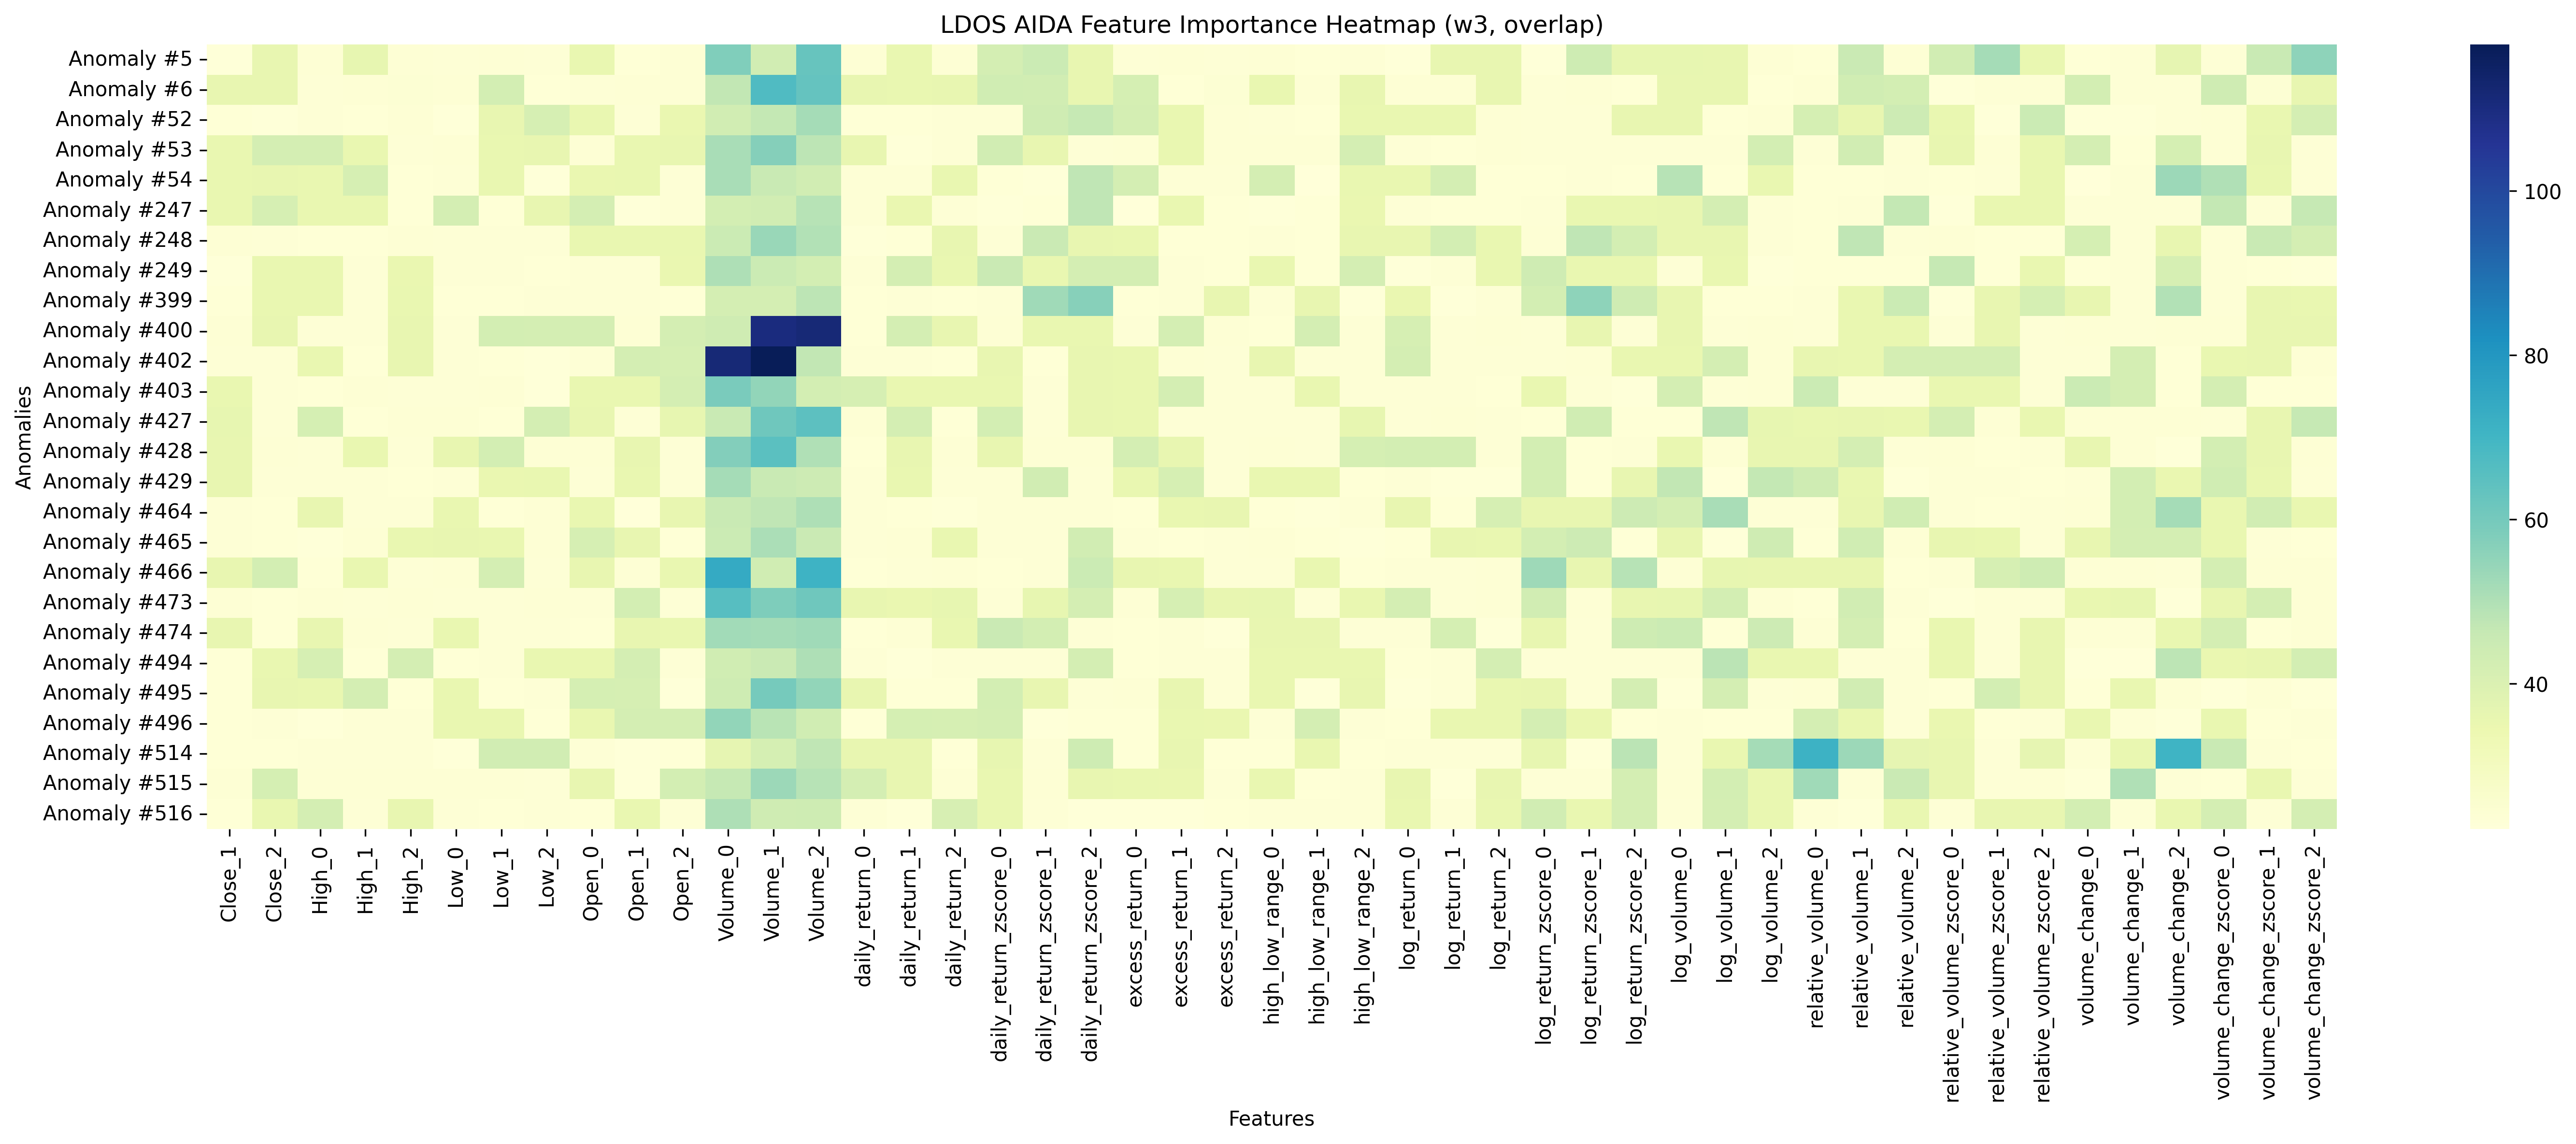 LDOS AIDA Feature Importance Heatmap (w3, overlap)
Anomalies
Anomaly #5
Anomaly #6
Anomaly #52
Anomaly #53
Anomaly #54
Anomaly #247
Anomaly #248
Anomaly #249
Anomaly #399
Anomaly #400
Anomaly #402
Anomaly #403
Anomaly #427
Anomaly #428
Anomaly #429
Anomaly #464
Anomaly #465
Anomaly #466
Anomaly #473
Anomaly #474
Anomaly #494
Anomaly #495
Anomaly #496
Anomaly #514
Anomaly #515
Anomaly #516
Close_1
Close_2
High_0
High_1
High_2
Low_0
Low_1
Low_2
Open_0
Open_1
Open_2
Volume_0
Volume_1
Volume_2
daily_return_0
daily_return_1
daily_return_2
daily_return_zscore_0
daily_return_zscore_1
daily_return_zscore_2
excess_return_0
excess_return_1
excess_return_2
high_low_range_0
high_low_range_1
high_low_range_2
log_return_0
log_return_1
log_return_2
log_return_zscore_0
log_return_zscore_1
log_return_zscore_2
log_volume_0
log_volume_1
log_volume_2
relative_volume_0
relative_volume_1
relative_volume_2
relative_volume_zscore_0
relative_volume_zscore_1
relative_volume_zscore_2
volume_change_0
volume_change_1
volume_change_2
volume_change_zscore_0
volume_change_zscore_1
volume_change_zscore_2
Features
100
80
60
40